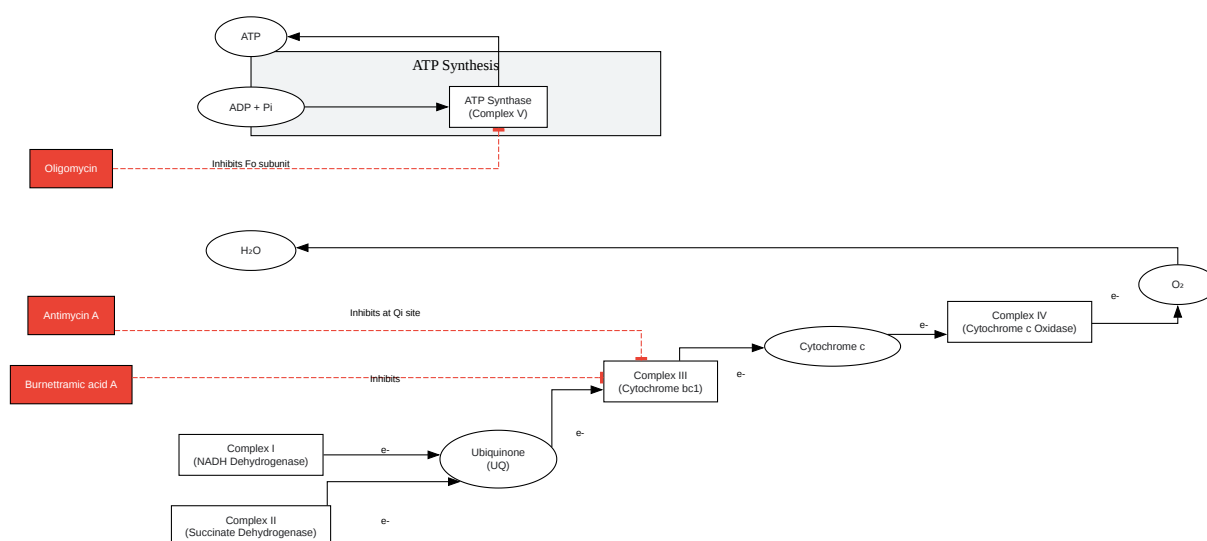 ATP
ATP Synthesis
ADP + Pi
ATP Synthase
(Complex V)
Oligomycin
Inhibits Fo subunit
H₂O
O₂
Antimycin A
Inhibits at Qi site
e-
Complex IV
(Cytochrome c Oxidase)
e-
Cytochrome c
Burnettramic acid A
Inhibits
Complex III
(Cytochrome bc1)
e-
e-
Complex I
(NADH Dehydrogenase)
e-
Ubiquinone
(UQ)
Complex II
(Succinate Dehydrogenase)
e-